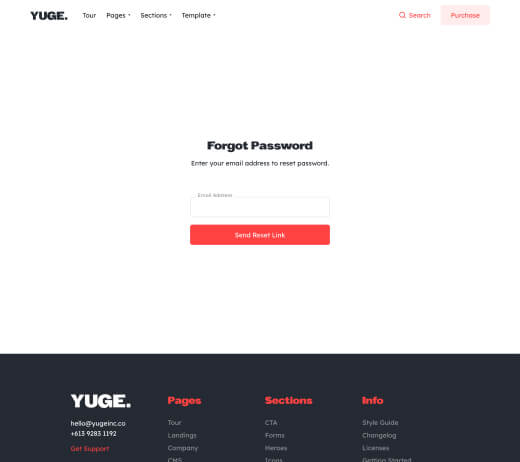 YUGE. Tour Pages Sections Template Search Purchase
Forgot Password
Enter your email address to reset password.
Email Address
Send Reset Link
YUGE. Pages Sections Info
hello@yugeinc.co Tour CTA Style Guide
+613 9283 1192 Landings Forms Changelog
Get Support Company Heroes Licenses
CMS Icons Getting Started